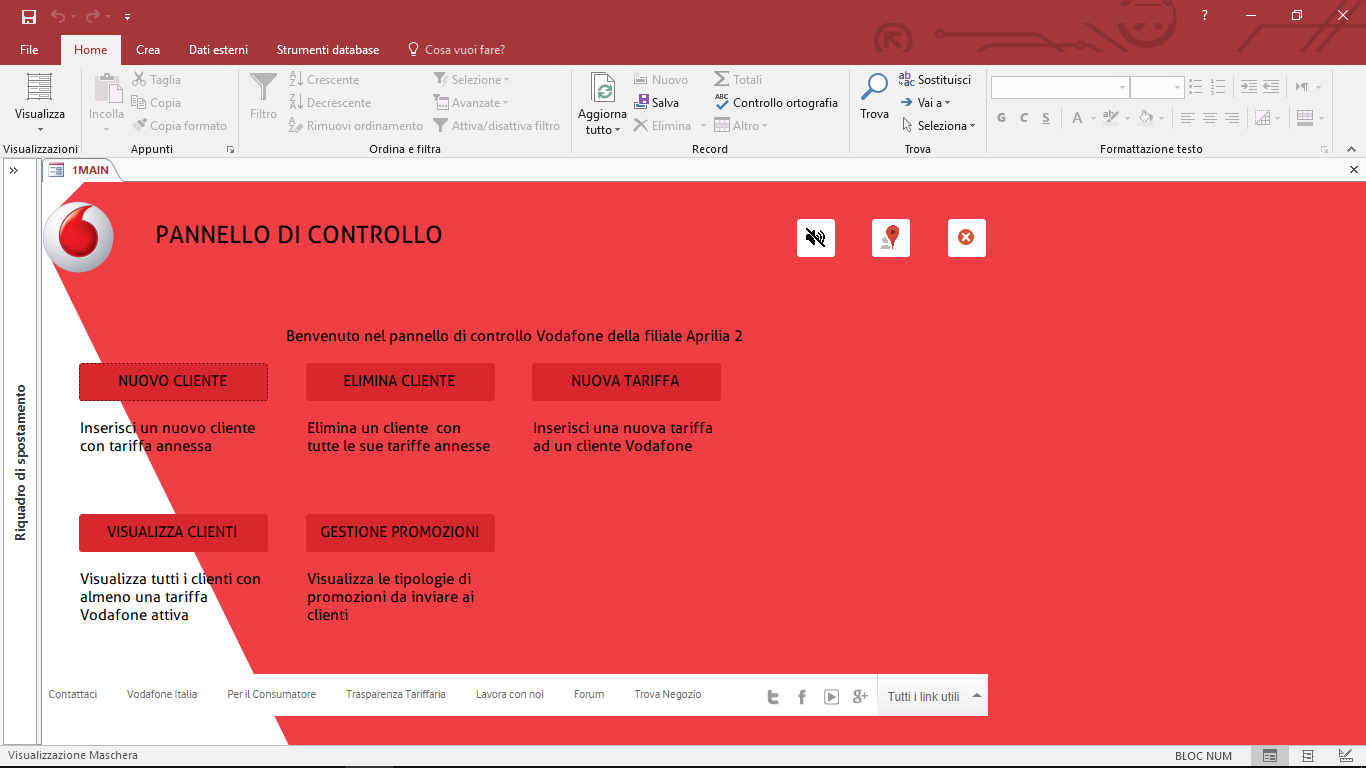 ?
File Home Crea Dati esterni Strumenti database Cosa vuoi fare?
Visualizza
Visualizzazioni
Incolla
Taglia
Copia
Copia formato
Appunti
Filtro
Crescente
Decrescente
Rimuovi ordinamento
Selezione
Avanzate
Attiva/disattiva filtro
Ordina e filtra
Aggiorna
tutto
Nuovo
Salva
Elimina
Totali
Controllo ortografia
Altro
Record
Trova
Sostituisci
Vai a
Seleziona
Trova
G C S A
Formattazione testo
1MAIN
Riquadro di spostamento
PANNELLO DI CONTROLLO
Benvenuto nel pannello di controllo Vodafone della filiale Aprilia 2
NUOVO CLIENTE
Inserisci un nuovo cliente
con tariffa annessa
ELIMINA CLIENTE
Elimina un cliente con
tutte le sue tariffe annesse
NUOVA TARIFFA
Inserisci una nuova tariffa
ad un cliente Vodafone
VISUALIZZA CLIENTI
Visualizza tutti i clienti con
almeno una tariffa
Vodafone attiva
GESTIONE PROMOZIONI
Visualizza le tipologie di
promozioni da inviare ai
clienti
Contattaci Vodafone Italia Per il Consumatore Trasparenza Tariffaria Lavora con noi Forum Trova Negozio Tutti i link utili
Visualizzazione Maschera BLOC NUM